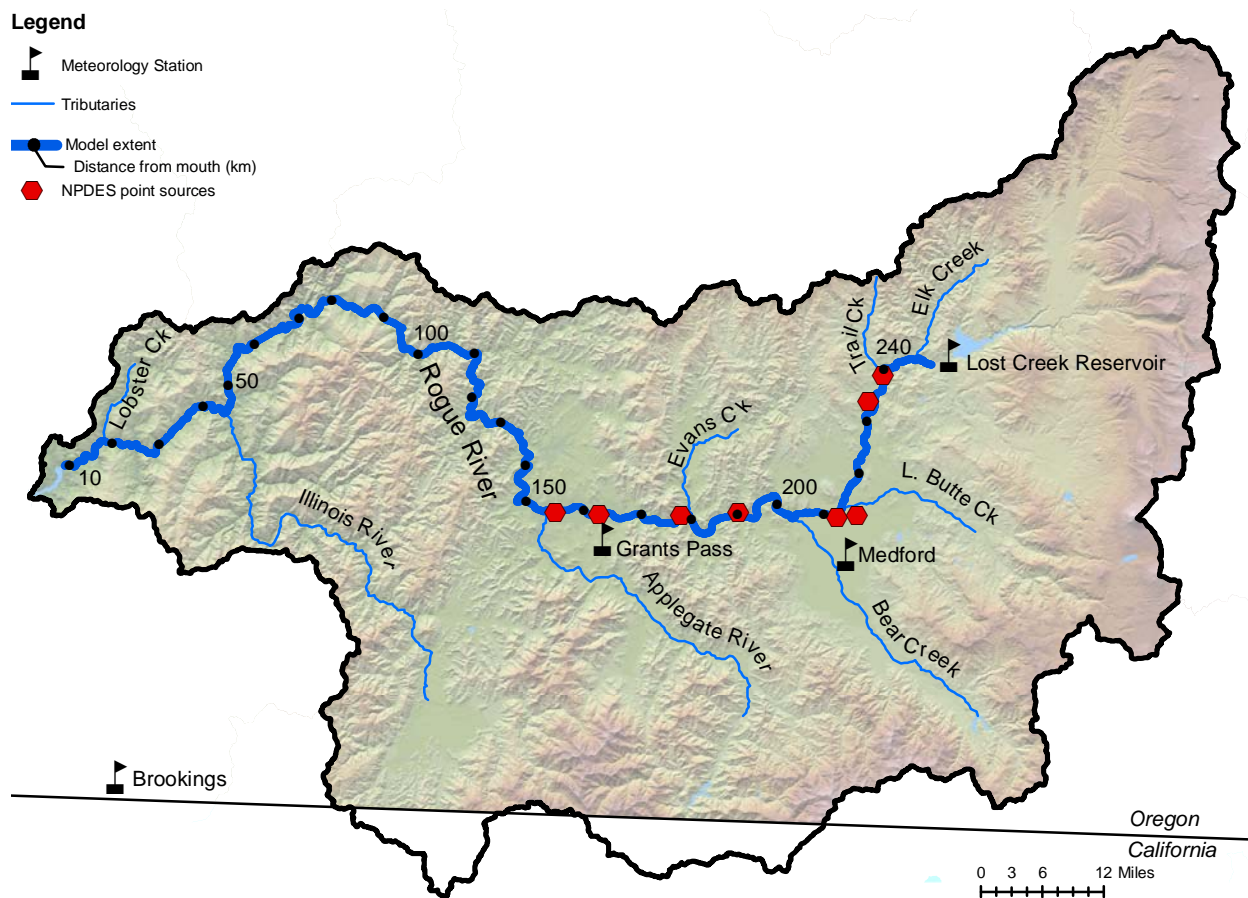 Legend
Meteorology Station
Tributaries
Model extent
Distance from mouth (km)
NPDES point sources
Elk Creek
Trail Ck
240
Lost Creek Reservoir
100
Lobster Ck
50
Rogue River
Evans Ck
10
150
200
L. Butte Ck
Illinois River
Grants Pass
Medford
Applegate River
Bear Creek
Brookings
Oregon
California
0 3 6 12 Miles